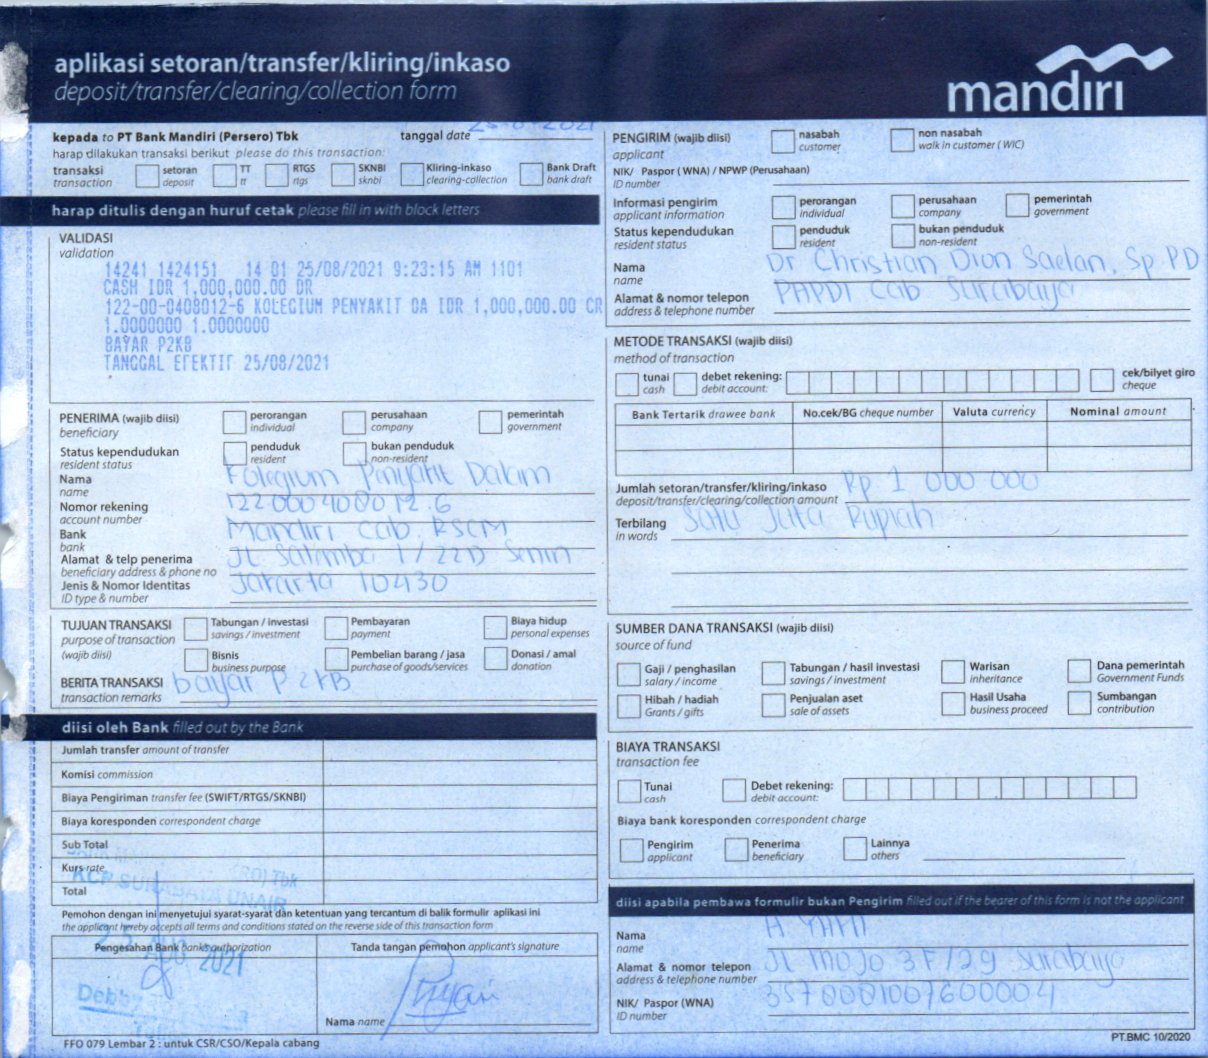 aplikasi setoran/transfer/kliring/inkaso
deposit/transfer/clearing/collection form
mandiri
kepada to PT Bank Mandiri (Persero) Tbk
tanggal date
harap dilakukan transaksi berikut please do this transaction:
transaksi transaction
setoran deposit
TT tt
RTGS rtgs
SKNBI sknbi
Kliring-inkaso clearing-collection
Bank Draft bank draft
harap ditulis dengan huruf cetak please fill in with block letters
VALIDASI
validation
14241 1424151 14 01 25/08/2021 9:23:15 AM 1101
CASH IDR 1,000,000.00 DR
122-00-0408012-6 KOLEGIUM PENYAKIT DA IDR 1,000,000.00 CR
1.0000000 1.0000000
BAYAR P2KB
TANGGAL EFEKTIF 25/08/2021
PENERIMA (wajib diisi)
beneficiary
perorangan individual
perusahaan company
pemerintah government
Status kependudukan
resident status
penduduk resident
bukan penduduk non-resident
Nama Kolegium Penyakit Dalam
name
Nomor rekening 122.000408012.6
account number
Bank Mandiri cab. RSCM
bank
Alamat & telp penerima
beneficiary address & phone no
Jenis & Nomor Identitas Jakarta 10430
ID type & number
TUJUAN TRANSAKSI
purpose of transaction
(wajib diisi)
Tabungan / investasi savings / investment
Pembayaran payment
Biaya hidup personal expenses
Bisnis business purpose
Pembelian barang / jasa purchase of goods/services
Donasi / amal donation
BERITA TRANSAKSI bayar P2KB
transaction remarks
diisi oleh Bank filled out by the Bank
Jumlah transfer amount of transfer
Komisi commission
Biaya Pengiriman transfer fee (SWIFT/RTGS/SKNBI)
Biaya koresponden correspondent charge
Sub Total
Kurs rate
Total
KCP SURABAYA UNAIR
Pemohon dengan ini menyetujui syarat-syarat dan ketentuan yang tercantum di balik formulir aplikasi ini
the applicant hereby accepts all terms and conditions stated on the reverse side of this transaction form
Pengesahan Bank bank's authorization
Tanda tangan pemohon applicant's signature
2021
Debby
Nama name
FFO 079 Lembar 2 : untuk CSR/CSO/Kepala cabang
PENGIRIM (wajib diisi)
applicant
nasabah customer
non nasabah walk in customer ( WIC)
NIK/ Paspor ( WNA) / NPWP (Perusahaan)
ID number
Informasi pengirim
applicant information
perorangan individual
perusahaan company
pemerintah government
Status kependudukan
resident status
penduduk resident
bukan penduduk non-resident
Nama Dr Christian Dion Saelan, Sp.PD
name
Alamat & nomor telepon PAPDI Cab Surabaya
address & telephone number
METODE TRANSAKSI (wajib diisi)
method of transaction
tunai cash
debet rekening: debit account:
cek/bilyet giro cheque
Bank Tertarik drawee bank
No.cek/BG cheque number
Valuta currency
Nominal amount
Jumlah setoran/transfer/kliring/inkaso Rp. 1 000 000
deposit/transfer/clearing/collection amount
Terbilang Satu Juta Rupiah
in words
SUMBER DANA TRANSAKSI (wajib diisi)
source of fund
Gaji / penghasilan salary / income
Tabungan / hasil investasi savings / investment
Warisan inheritance
Dana pemerintah Government Funds
Hibah / hadiah Grants / gifts
Penjualan aset sale of assets
Hasil Usaha business proceed
Sumbangan contribution
BIAYA TRANSAKSI
transaction fee
Tunai cash
Debet rekening: debit account:
Biaya bank koresponden correspondent charge
Pengirim applicant
Penerima beneficiary
Lainnya others
diisi apabila pembawa formulir bukan Pengirim filled out if the bearer of this form is not the applicant
Nama
name
Alamat & nomor telepon JL MOJO 3F/29 Surabaya
address & telephone number
NIK/ Paspor (WNA)
ID number
PT.BMC 10/2020